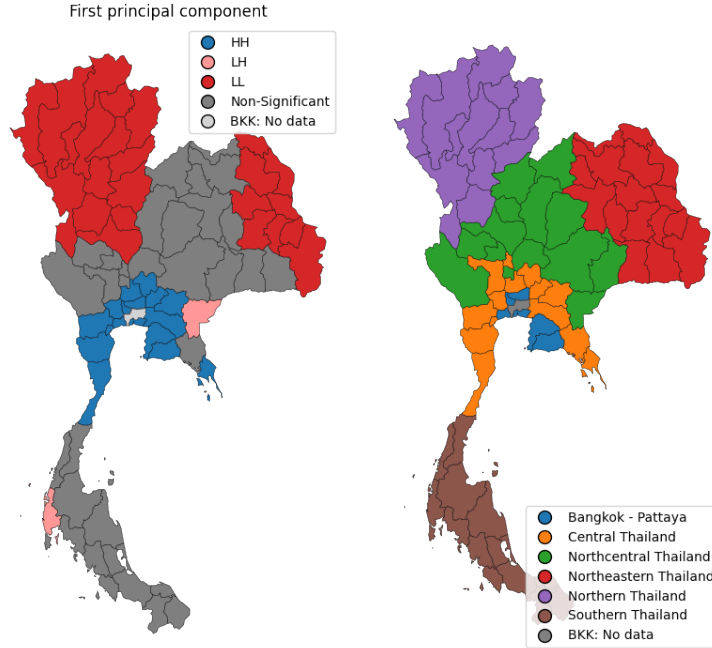 First principal component
HH
LH
LL
Non-Significant
BKK: No data
Bangkok - Pattaya
Central Thailand
Northcentral Thailand
Northeastern Thailand
Northern Thailand
Southern Thailand
BKK: No data